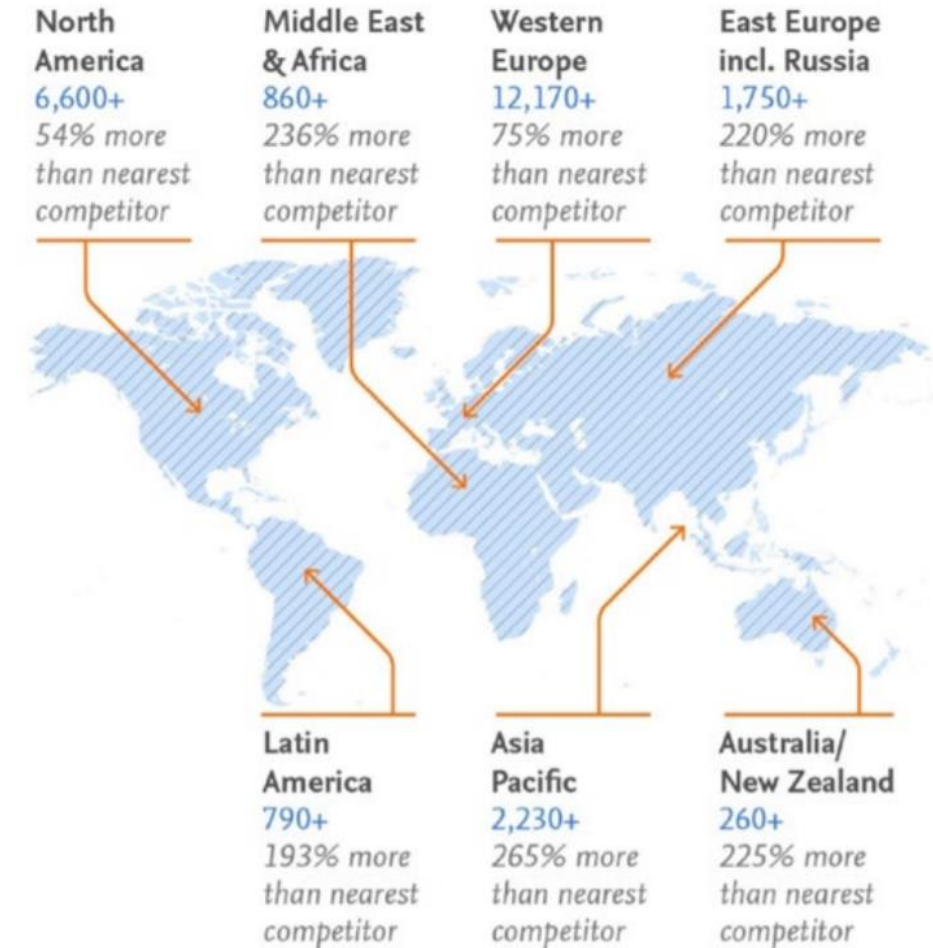 North
America
6,600+
54% more
than nearest
competitor
Middle East
& Africa
860+
236% more
than nearest
competitor
Western
Europe
12,170+
75% more
than nearest
competitor
East Europe
incl. Russia
1,750+
220% more
than nearest
competitor
Latin
America
790+
193% more
than nearest
competitor
Asia
Pacific
2,230+
265% more
than nearest
competitor
Australia/
New Zealand
260+
225% more
than nearest
competitor